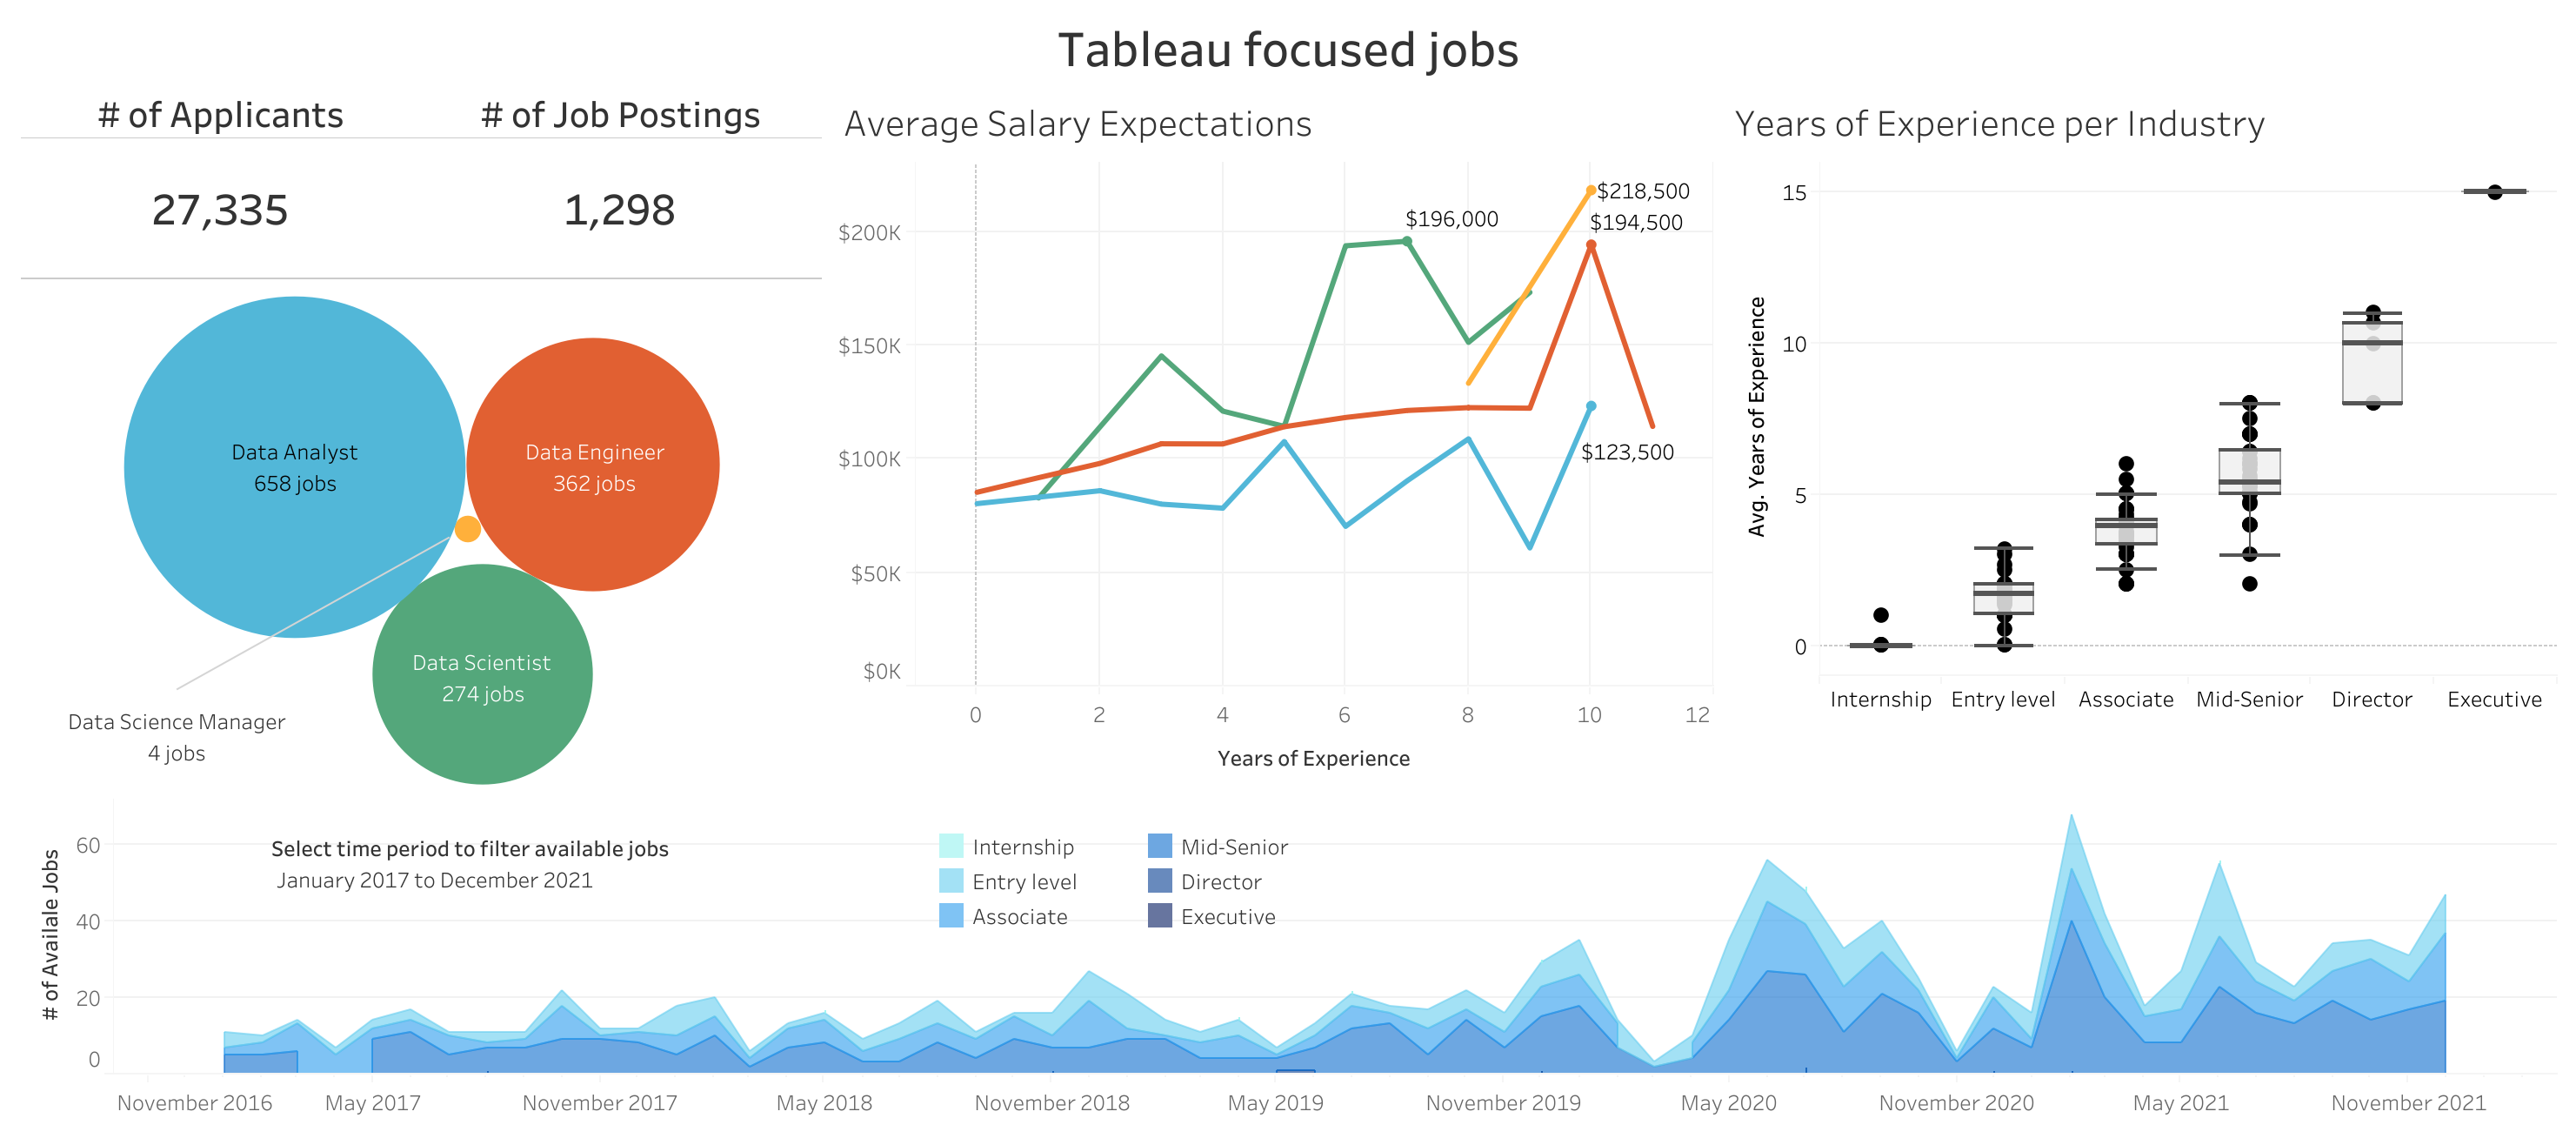 Tableau focused jobs
# of Applicants
# of Job Postings
27,335
1,298
Data Analyst
658 jobs
Data Engineer
362 jobs
Data Scientist
274 jobs
Data Science Manager
4 jobs
Average Salary Expectations
$200K
$150K
$100K
$50K
$0K
$196,000
$218,500
$194,500
$123,500
0 2 4 6 8 10 12
Years of Experience
Years of Experience per Industry
Avg. Years of Experience
15
10
5
0
Internship Entry level Associate Mid-Senior Director Executive
# of Availale Jobs
60
40
20
0
Select time period to filter available jobs
January 2017 to December 2021
Internship
Entry level
Associate
Mid-Senior
Director
Executive
November 2016 May 2017 November 2017 May 2018 November 2018 May 2019 November 2019 May 2020 November 2020 May 2021 November 2021